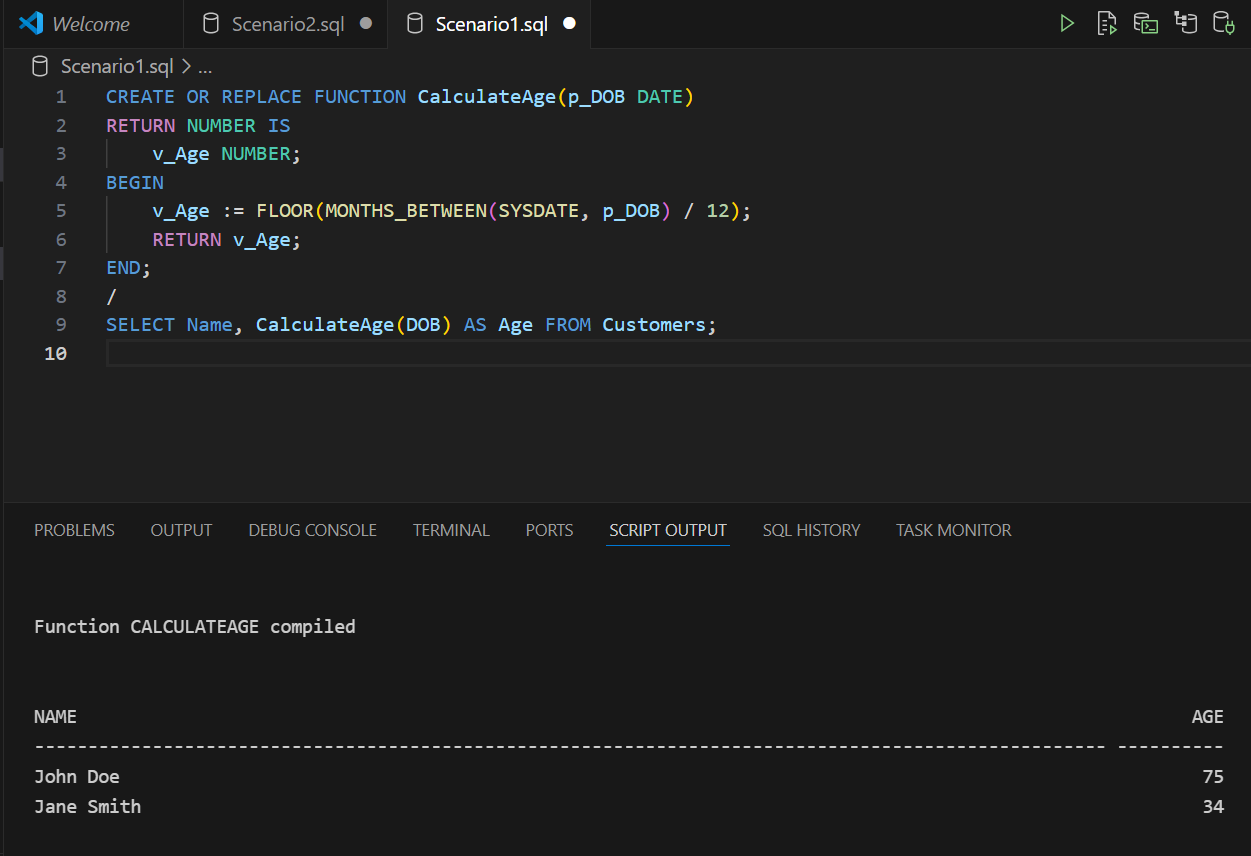 Welcome Scenario2.sql Scenario1.sql
Scenario1.sql > ...
1 CREATE OR REPLACE FUNCTION CalculateAge(p_DOB DATE)
2 RETURN NUMBER IS
3     v_Age NUMBER;
4 BEGIN
5     v_Age := FLOOR(MONTHS_BETWEEN(SYSDATE, p_DOB) / 12);
6     RETURN v_Age;
7 END;
8 /
9 SELECT Name, CalculateAge(DOB) AS Age FROM Customers;
10
PROBLEMS OUTPUT DEBUG CONSOLE TERMINAL PORTS SCRIPT OUTPUT SQL HISTORY TASK MONITOR
Function CALCULATEAGE compiled
NAME AGE
---------------------------------------------------------------------------------------------------- ----------
John Doe 75
Jane Smith 34